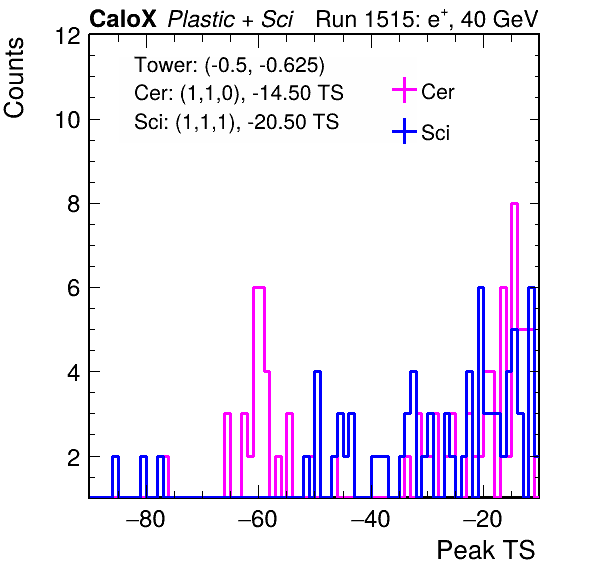 CaloX Plastic + Sci Run 1515: e+, 40 GeV
Counts
12
10
8
6
4
2
Tower: (-0.5, -0.625)
Cer: (1,1,0), -14.50 TS
Sci: (1,1,1), -20.50 TS
Cer
Sci
−80 −60 −40 −20
Peak TS